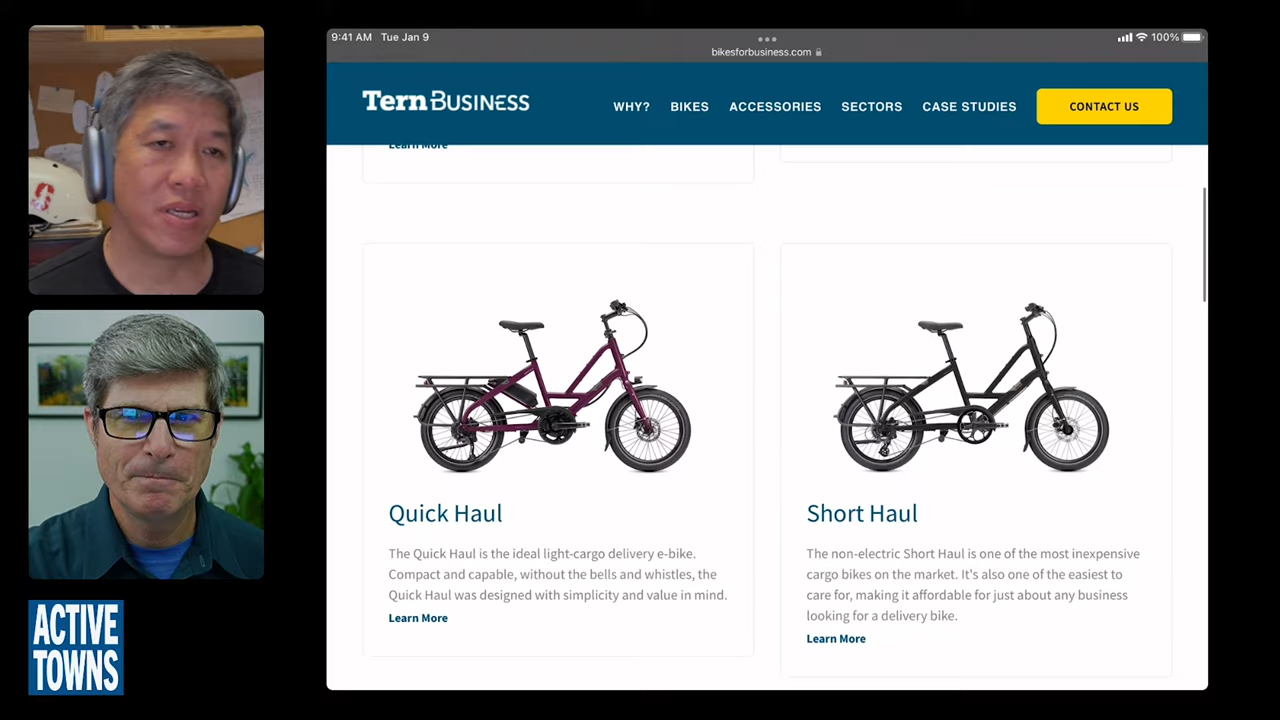 9:41 AM Tue Jan 9
100%
bikesforbusiness.com
Tern BUSINESS
WHY?
BIKES
ACCESSORIES
SECTORS
CASE STUDIES
CONTACT US
Learn More
Quick Haul
The Quick Haul is the ideal light-cargo delivery e-bike.
Compact and capable, without the bells and whistles, the
Quick Haul was designed with simplicity and value in mind.
Learn More
Short Haul
The non-electric Short Haul is one of the most inexpensive
cargo bikes on the market. It's also one of the easiest to
care for, making it affordable for just about any business
looking for a delivery bike.
Learn More
S
ACTIVE
TOWNS